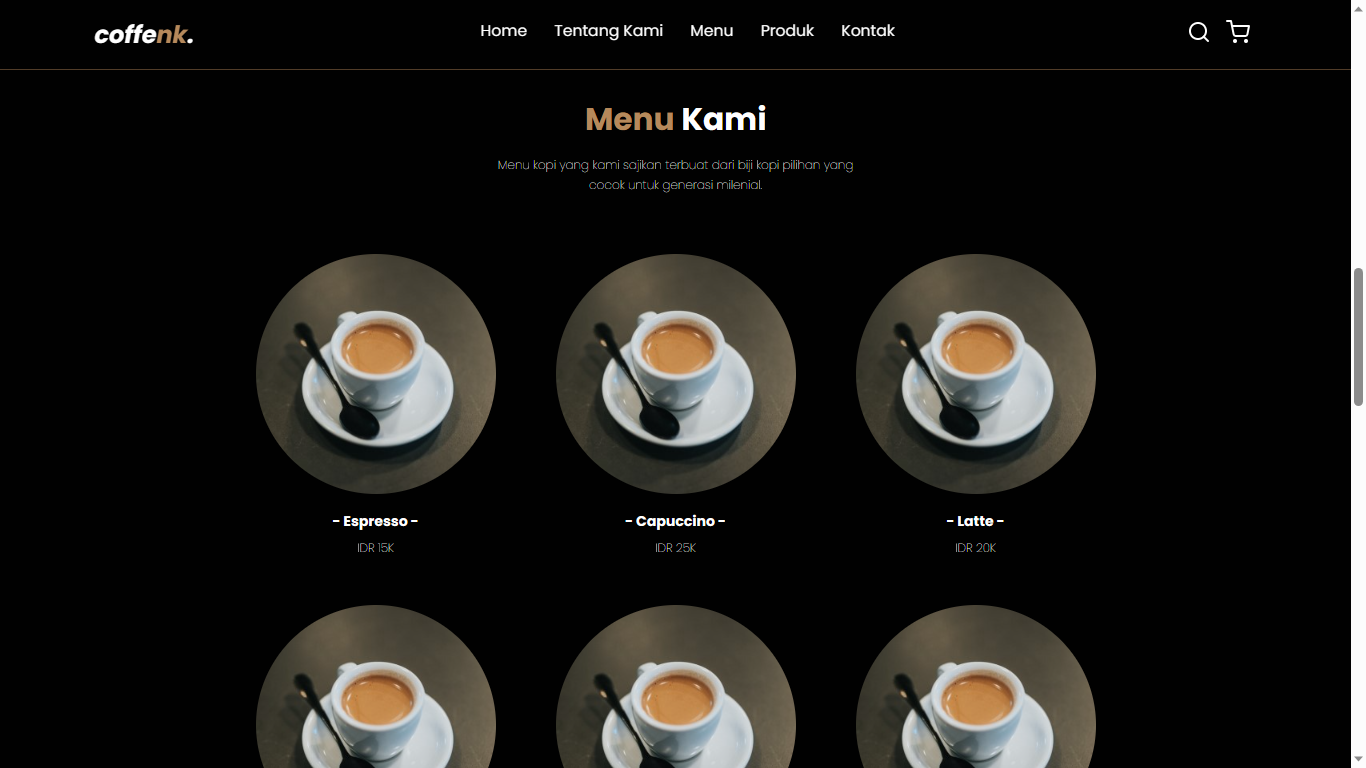 coffenk.
Home Tentang Kami Menu Produk Kontak
Menu Kami
Menu kopi yang kami sajikan terbuat dari biji kopi pilihan yang
cocok untuk generasi milenial.
- Espresso -
IDR 15K
- Capuccino -
IDR 25K
- Latte -
IDR 20K